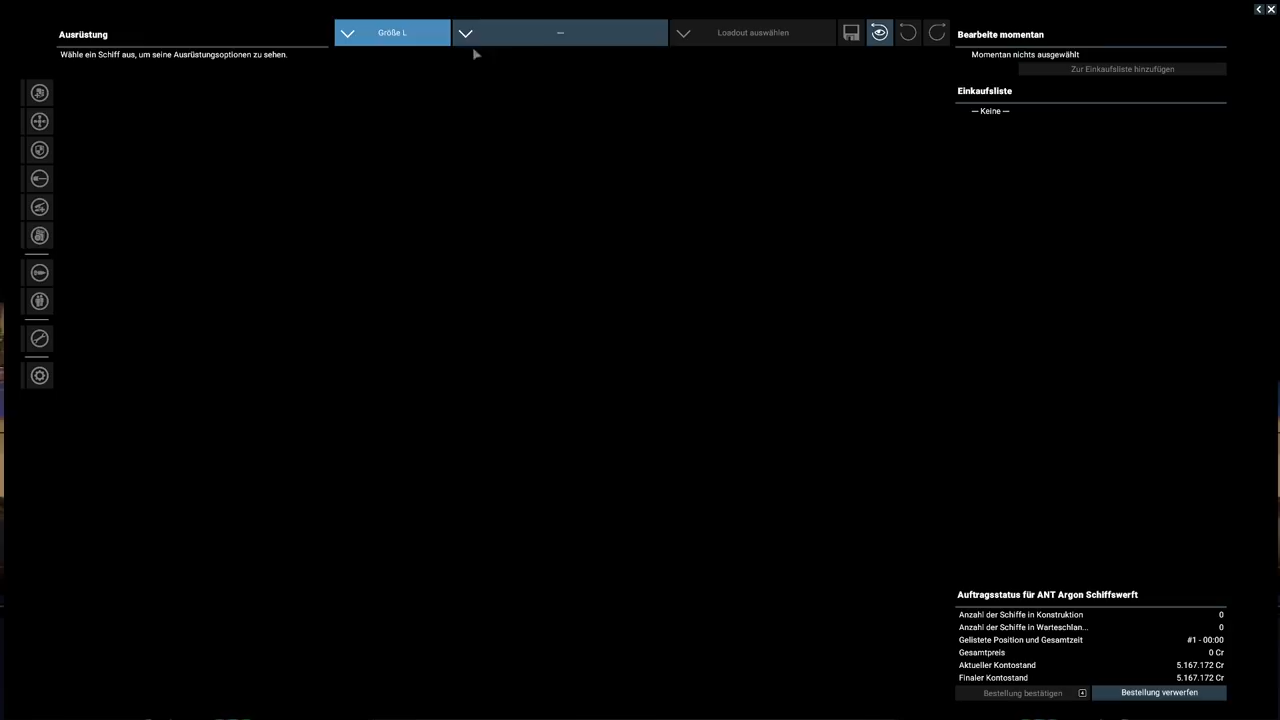 Ausrüstung
Wähle ein Schiff aus, um seine Ausrüstungsoptionen zu sehen.
Größe L
—
Loadout auswählen
Bearbeite momentan
Momentan nichts ausgewählt
Zur Einkaufsliste hinzufügen
Einkaufsliste
— Keine —
Auftragsstatus für ANT Argon Schiffswerft
Anzahl der Schiffe in Konstruktion 0
Anzahl der Schiffe in Warteschlan... 0
Gelistete Position und Gesamtzeit #1 - 00:00
Gesamtpreis 0 Cr
Aktueller Kontostand 5.167.172 Cr
Finaler Kontostand 5.167.172 Cr
Bestellung bestätigen
Bestellung verwerfen